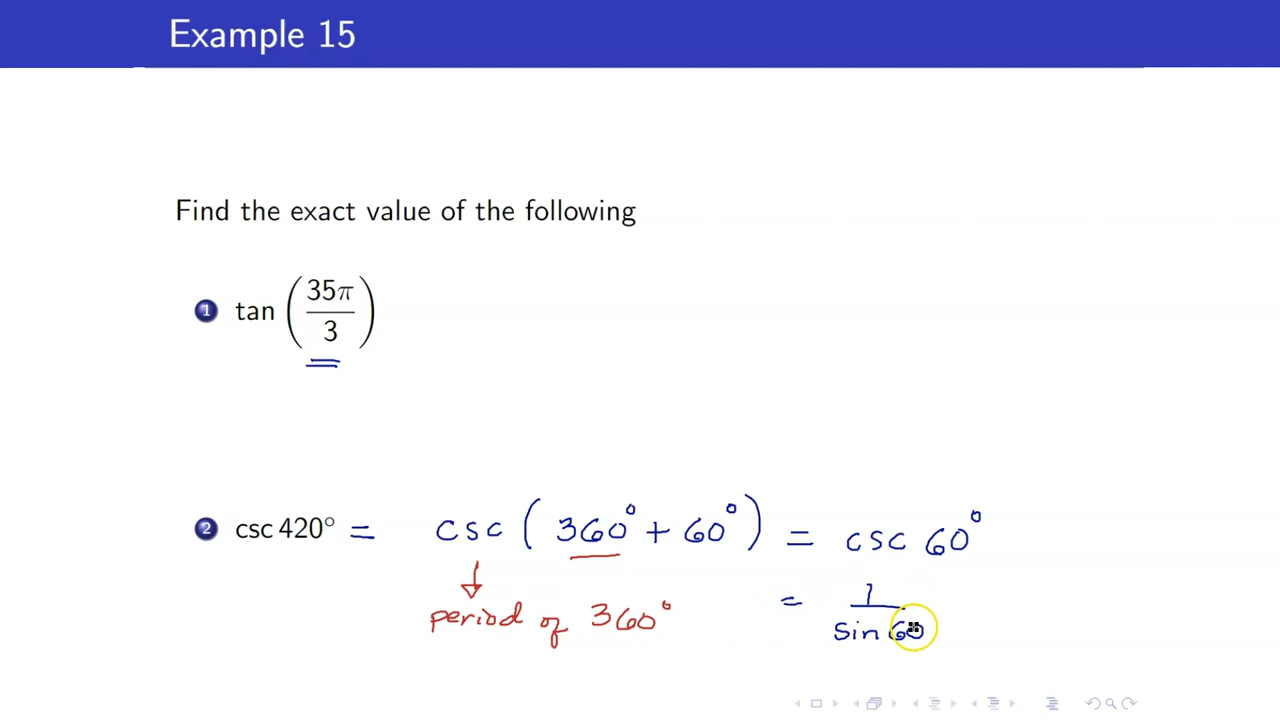 Example 15
Find the exact value of the following
1 tan (35π/3)
2 csc 420° = csc (360° + 60°) = csc 60°
period of 360° = 1/sin 60